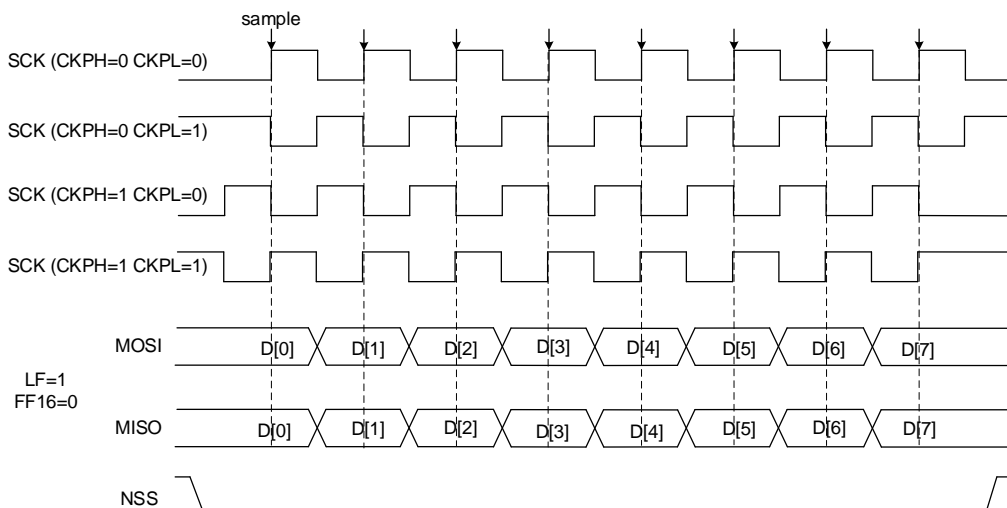 sample
SCK (CKPH=0 CKPL=0)
SCK (CKPH=0 CKPL=1)
SCK (CKPH=1 CKPL=0)
SCK (CKPH=1 CKPL=1)
MOSI D[0] D[1] D[2] D[3] D[4] D[5] D[6] D[7]
LF=1
FF16=0
MISO D[0] D[1] D[2] D[3] D[4] D[5] D[6] D[7]
NSS